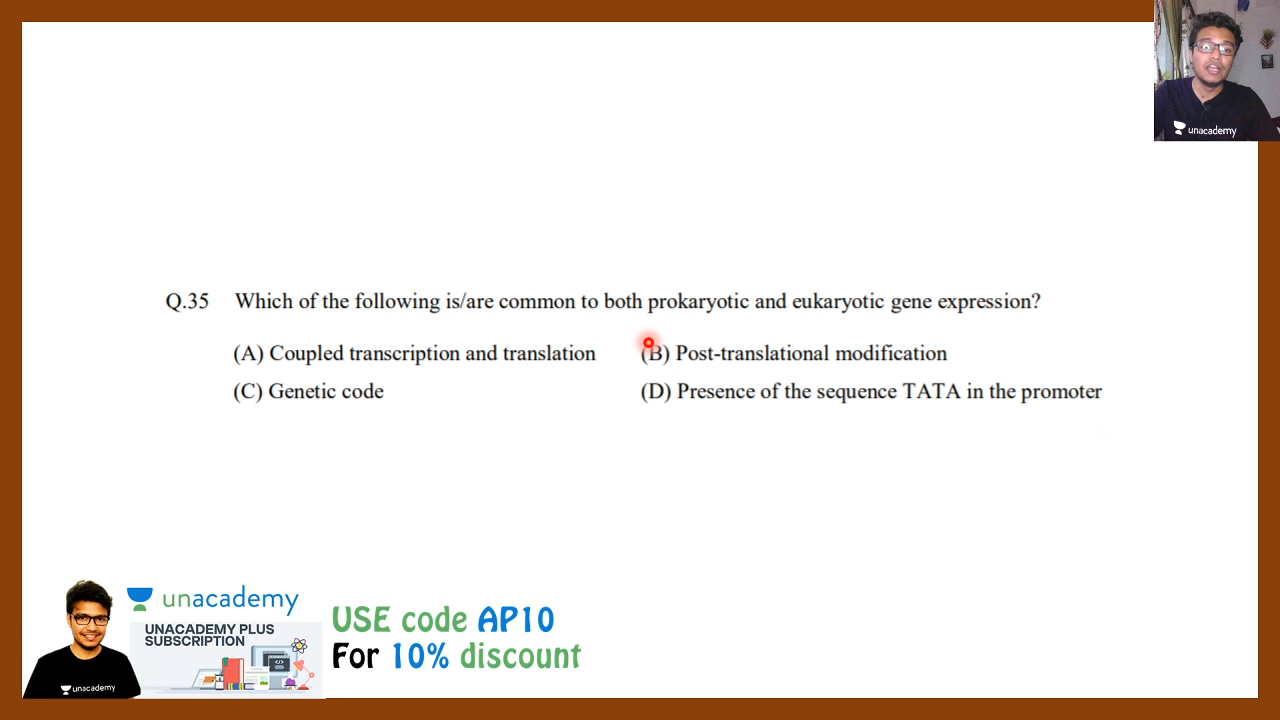 unacademy
Q.35 Which of the following is/are common to both prokaryotic and eukaryotic gene expression?
(A) Coupled transcription and translation (B) Post-translational modification
(C) Genetic code (D) Presence of the sequence TATA in the promoter
unacademy
UNACADEMY PLUS
SUBSCRIPTION
unacademy
USE code AP10
For 10% discount